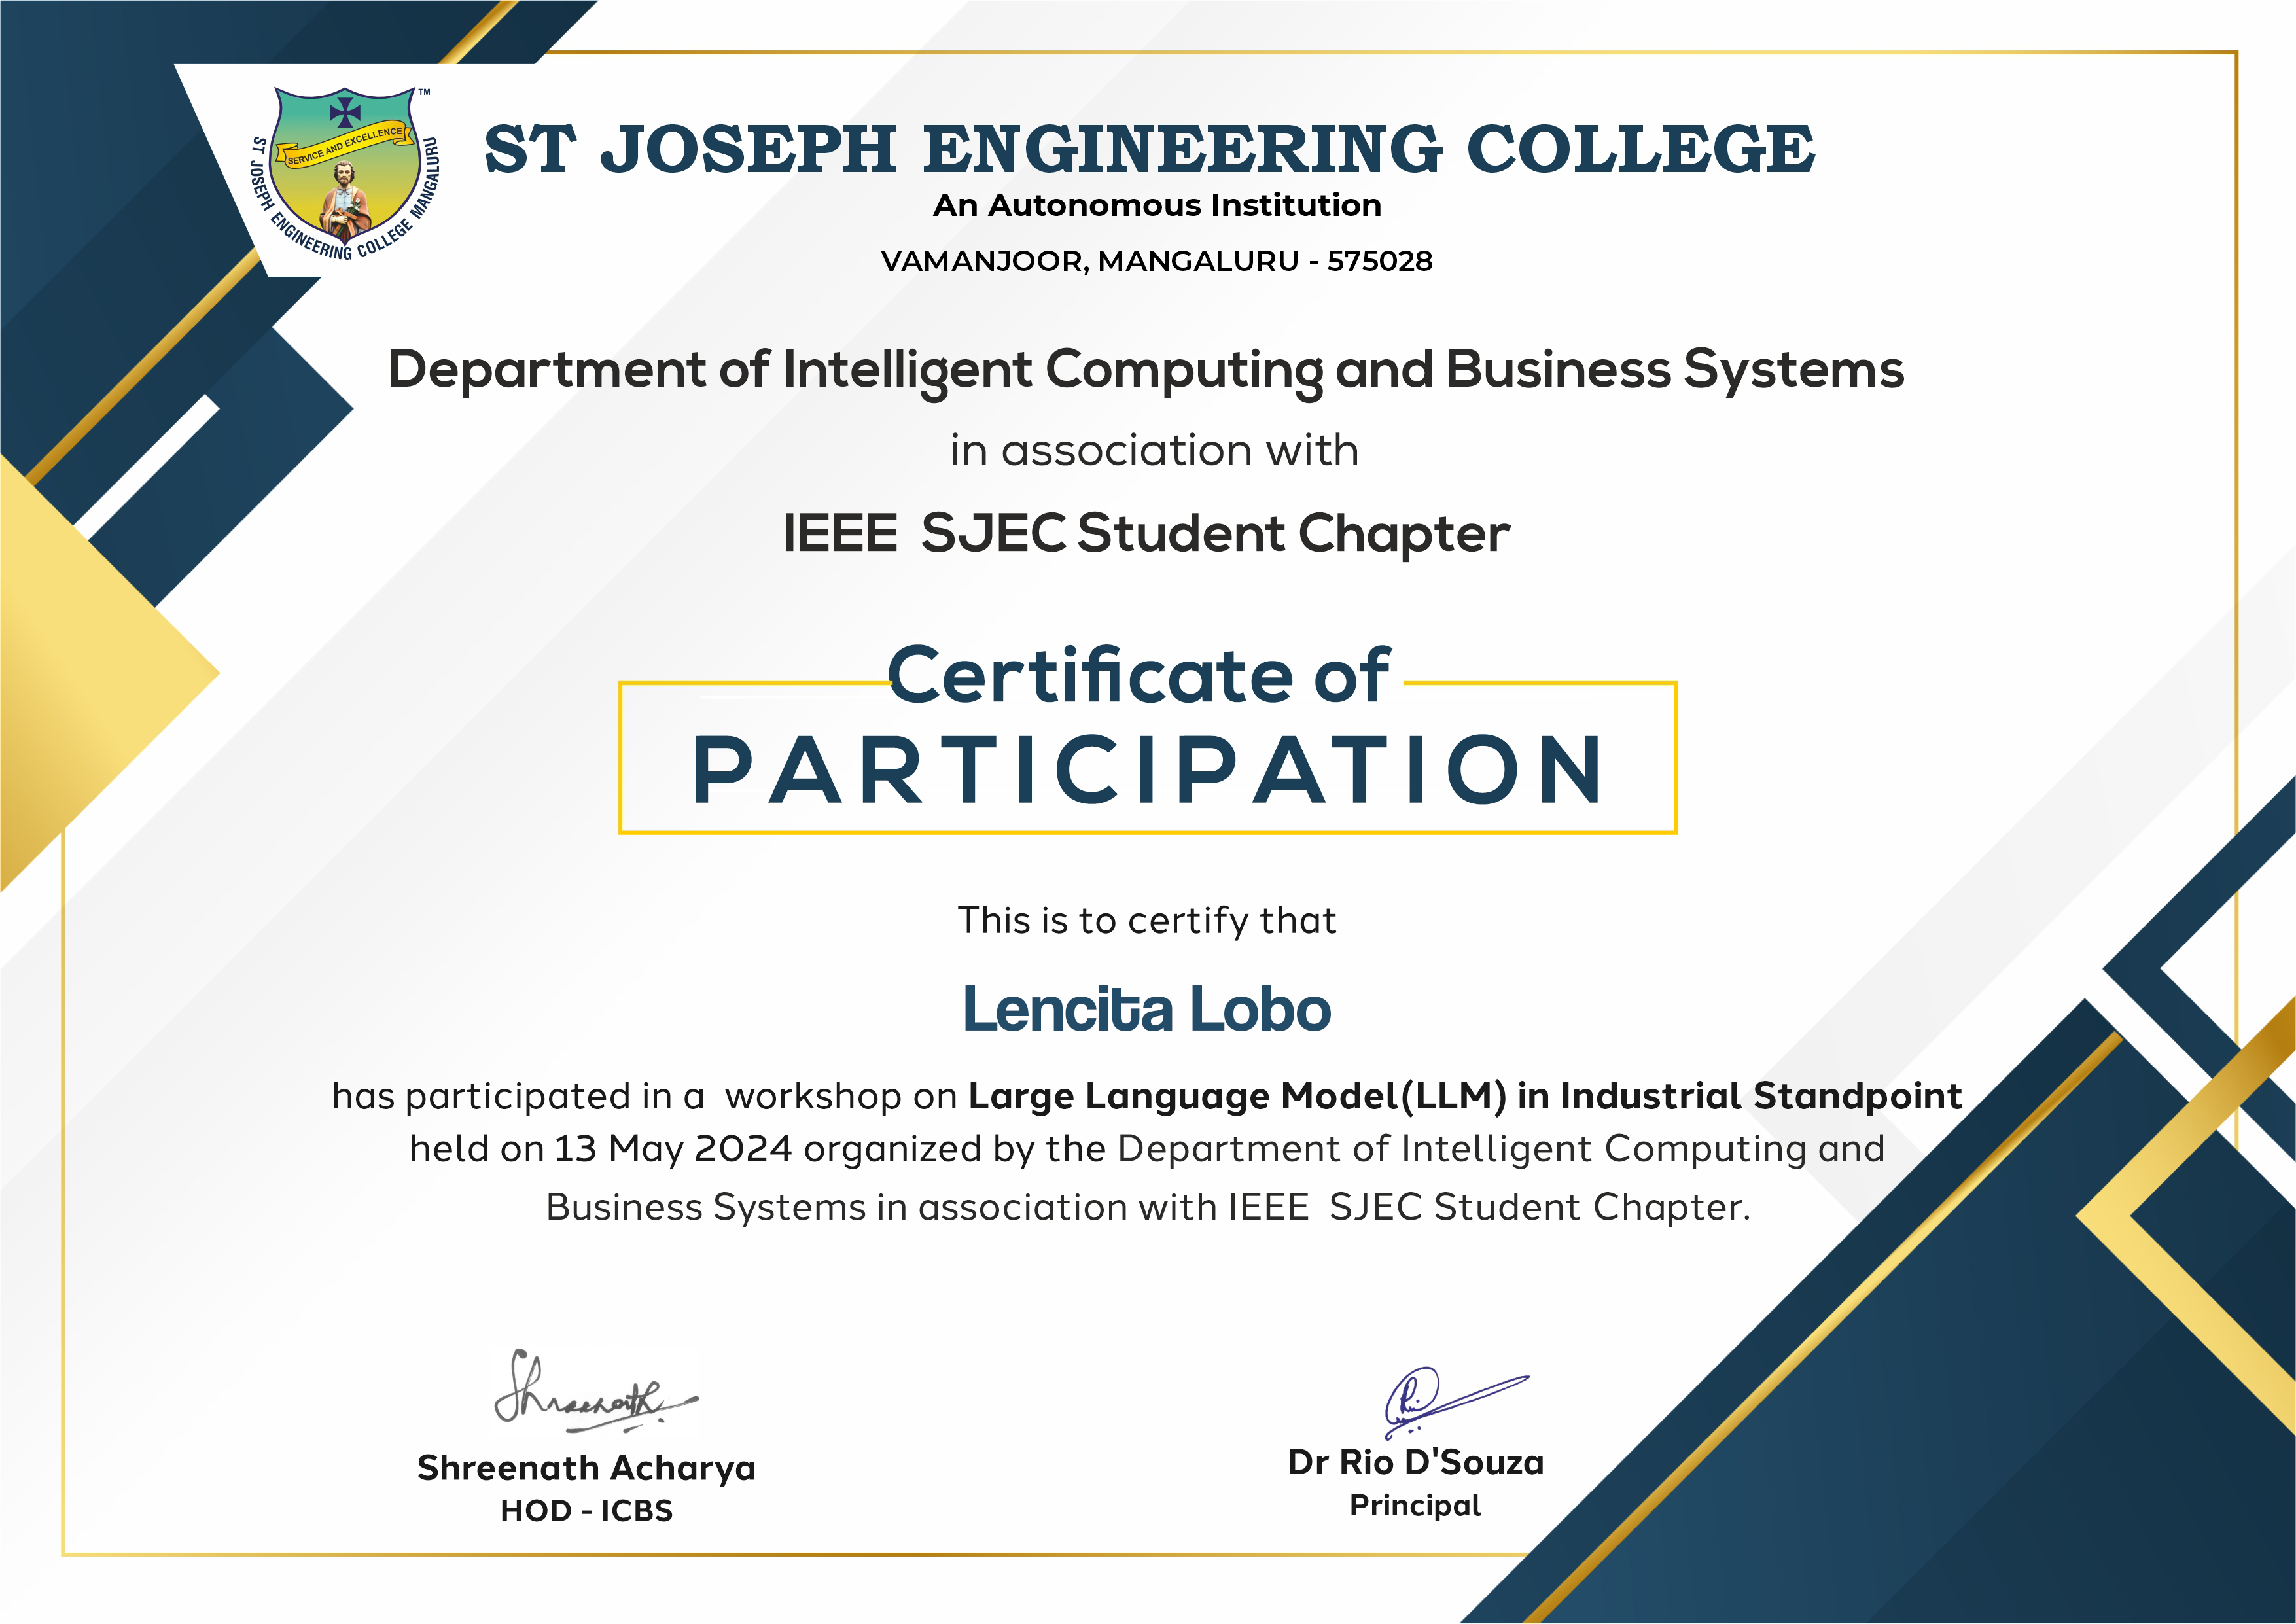 TM
SERVICE AND EXCELLENCE
ST JOSEPH ENGINEERING COLLEGE MANGALURU
ST JOSEPH ENGINEERING COLLEGE
An Autonomous Institution
VAMANJOOR, MANGALURU - 575028
Department of Intelligent Computing and Business Systems
in association with
IEEE SJEC Student Chapter
Certificate of
PARTICIPATION
This is to certify that
Lencita Lobo
has participated in a workshop on Large Language Model(LLM) in Industrial Standpoint
held on 13 May 2024 organized by the Department of Intelligent Computing and
Business Systems in association with IEEE SJEC Student Chapter.
Shreenath
Shreenath Acharya
HOD - ICBS
Dr Rio D'Souza
Principal